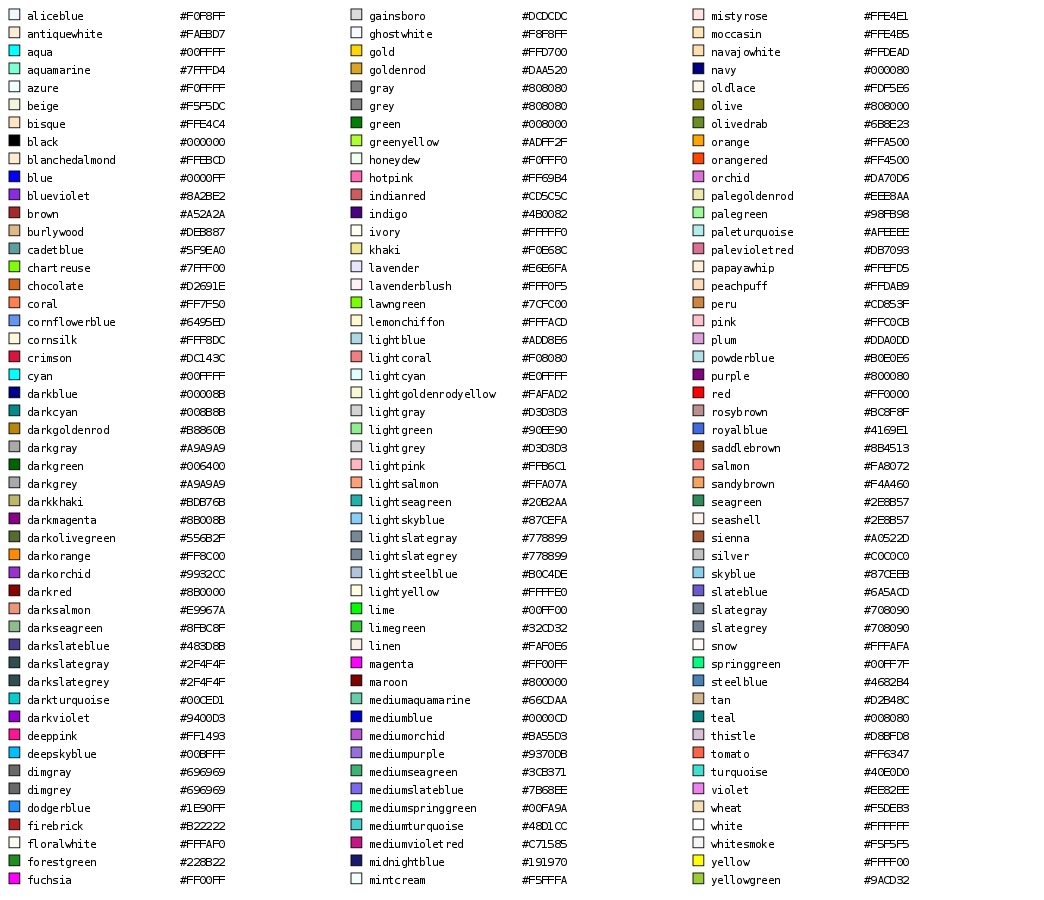 aliceblue #F0F8FF
antiquewhite #FAEBD7
aqua #00FFFF
aquamarine #7FFFD4
azure #F0FFFF
beige #F5F5DC
bisque #FFE4C4
black #000000
blanchedalmond #FFEBCD
blue #0000FF
blueviolet #8A2BE2
brown #A52A2A
burlywood #DEB887
cadetblue #5F9EA0
chartreuse #7FFF00
chocolate #D2691E
coral #FF7F50
cornflowerblue #6495ED
cornsilk #FFF8DC
crimson #DC143C
cyan #00FFFF
darkblue #00008B
darkcyan #008B8B
darkgoldenrod #B8860B
darkgray #A9A9A9
darkgreen #006400
darkgrey #A9A9A9
darkkhaki #BDB76B
darkmagenta #8B008B
darkolivegreen #556B2F
darkorange #FF8C00
darkorchid #9932CC
darkred #8B0000
darksalmon #E9967A
darkseagreen #8FBC8F
darkslateblue #483D8B
darkslategray #2F4F4F
darkslategrey #2F4F4F
darkturquoise #00CED1
darkviolet #9400D3
deeppink #FF1493
deepskyblue #00BFFF
dimgray #696969
dimgrey #696969
dodgerblue #1E90FF
firebrick #B22222
floralwhite #FFFAF0
forestgreen #228B22
fuchsia #FF00FF
gainsboro #DCDCDC
ghostwhite #F8F8FF
gold #FFD700
goldenrod #DAA520
gray #808080
grey #808080
green #008000
greenyellow #ADFF2F
honeydew #F0FFF0
hotpink #FF69B4
indianred #CD5C5C
indigo #4B0082
ivory #FFFFF0
khaki #F0E68C
lavender #E6E6FA
lavenderblush #FFF0F5
lawngreen #7CFC00
lemonchiffon #FFFACD
lightblue #ADD8E6
lightcoral #F08080
lightcyan #E0FFFF
lightgoldenrodyellow #FAFAD2
lightgray #D3D3D3
lightgreen #90EE90
lightgrey #D3D3D3
lightpink #FFB6C1
lightsalmon #FFA07A
lightseagreen #20B2AA
lightskyblue #87CEFA
lightslategray #778899
lightslategrey #778899
lightsteelblue #B0C4DE
lightyellow #FFFFE0
lime #00FF00
limegreen #32CD32
linen #FAF0E6
magenta #FF00FF
maroon #800000
mediumaquamarine #66CDAA
mediumblue #0000CD
mediumorchid #BA55D3
mediumpurple #9370DB
mediumseagreen #3CB371
mediumslateblue #7B68EE
mediumspringgreen #00FA9A
mediumturquoise #48D1CC
mediumvioletred #C71585
midnightblue #191970
mintcream #F5FFFA
mistyrose #FFE4E1
moccasin #FFE4B5
navajowhite #FFDEAD
navy #000080
oldlace #FDF5E6
olive #808000
olivedrab #6B8E23
orange #FFA500
orangered #FF4500
orchid #DA70D6
palegoldenrod #EEE8AA
palegreen #98FB98
paleturquoise #AFEEEE
palevioletred #DB7093
papayawhip #FFEFD5
peachpuff #FFDAB9
peru #CD853F
pink #FFC0CB
plum #DDA0DD
powderblue #B0E0E6
purple #800080
red #FF0000
rosybrown #BC8F8F
royalblue #4169E1
saddlebrown #8B4513
salmon #FA8072
sandybrown #F4A460
seagreen #2E8B57
seashell #2E8B57
sienna #A0522D
silver #C0C0C0
skyblue #87CEEB
slateblue #6A5ACD
slategray #708090
slategrey #708090
snow #FFFAFA
springgreen #00FF7F
steelblue #4682B4
tan #D2B48C
teal #008080
thistle #D8BFD8
tomato #FF6347
turquoise #40E0D0
violet #EE82EE
wheat #F5DEB3
white #FFFFFF
whitesmoke #F5F5F5
yellow #FFFF00
yellowgreen #9ACD32